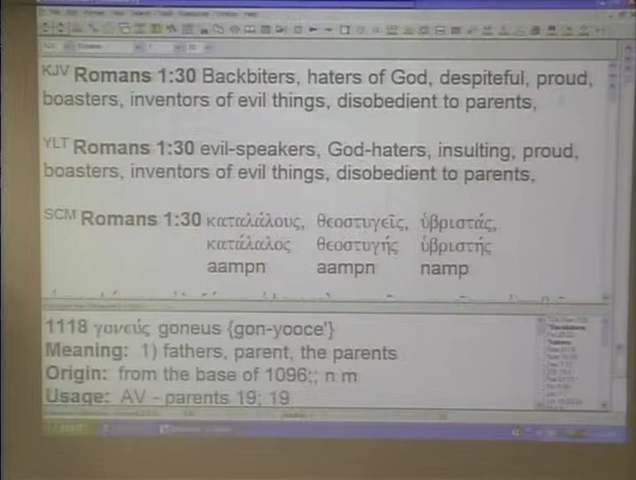 KJV Romans 1:30 Backbiters, haters of God, despiteful, proud,
boasters, inventors of evil things, disobedient to parents,
YLT Romans 1:30 evil-speakers, God-haters, insulting, proud,
boasters, inventors of evil things, disobedient to parents,
SCM Romans 1:30 καταλάλους, θεοστυγεῖς, ὑβριστάς,
κατάλαλος θεοστυγής ὑβριστής
aampn aampn namp
1118 γονεύς goneus {gon-yooce'}
Meaning: 1) fathers, parent, the parents
Origin: from the base of 1096;; n m
Usage: AV - parents 19; 19